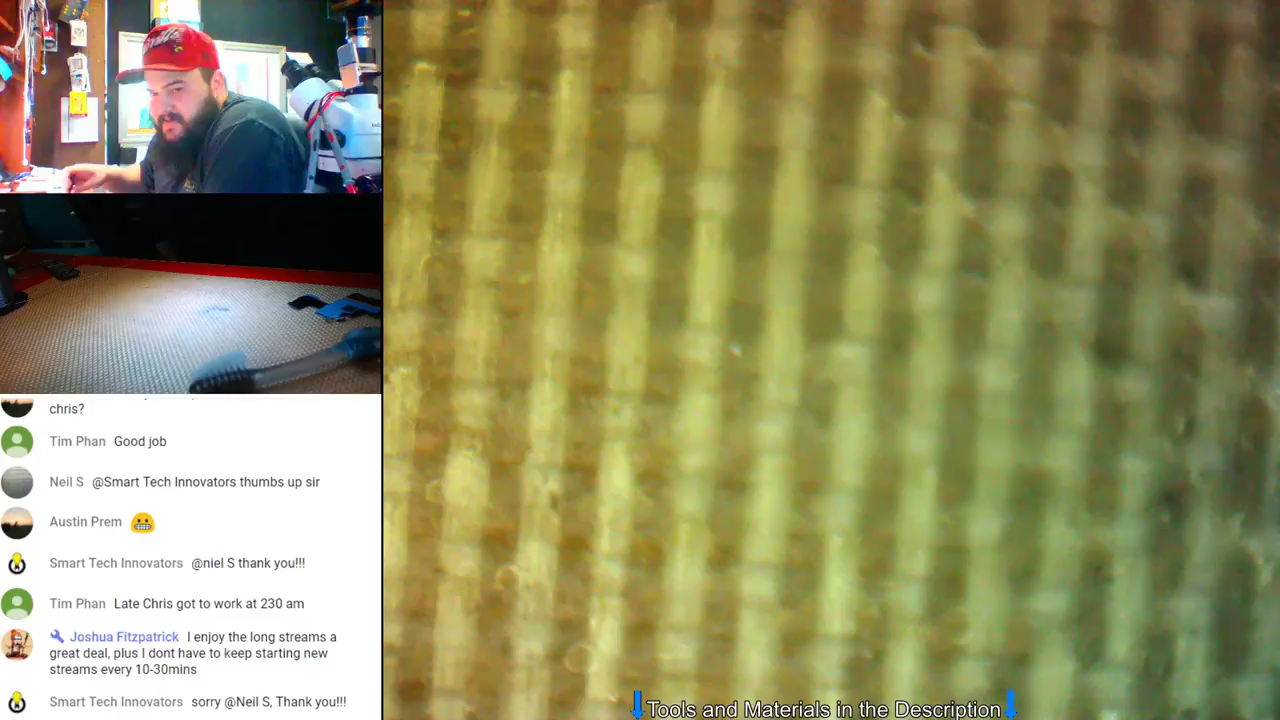 chris?
Tim Phan Good job
Neil S @Smart Tech Innovators thumbs up sir
Austin Prem 😬
Smart Tech Innovators @niel S thank you!!!
Tim Phan Late Chris got to work at 230 am
Joshua Fitzpatrick I enjoy the long streams a
great deal, plus I dont have to keep starting new
streams every 10-30mins
Smart Tech Innovators sorry @Neil S, Thank you!!!
Tools and Materials in the Description